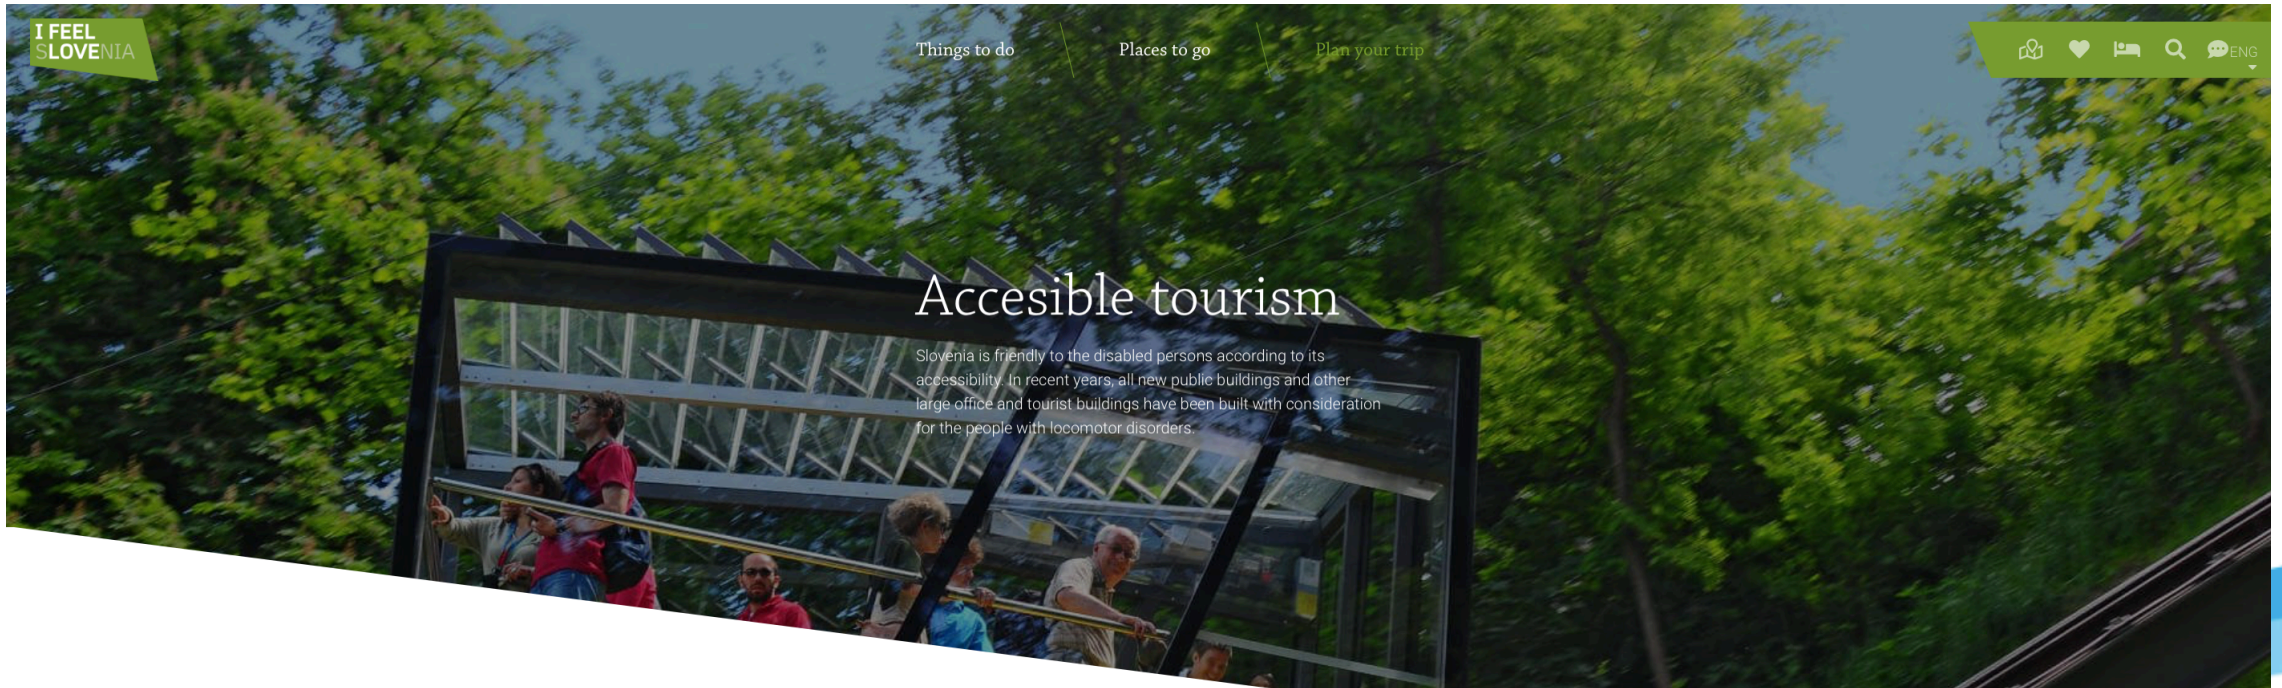 I FEEL
SLOVENIA
Things to do
Places to go
Plan your trip
ENG
Accesible tourism
Slovenia is friendly to the disabled persons according to its
accessibility. In recent years, all new public buildings and other
large office and tourist buildings have been built with consideration
for the people with locomotor disorders.